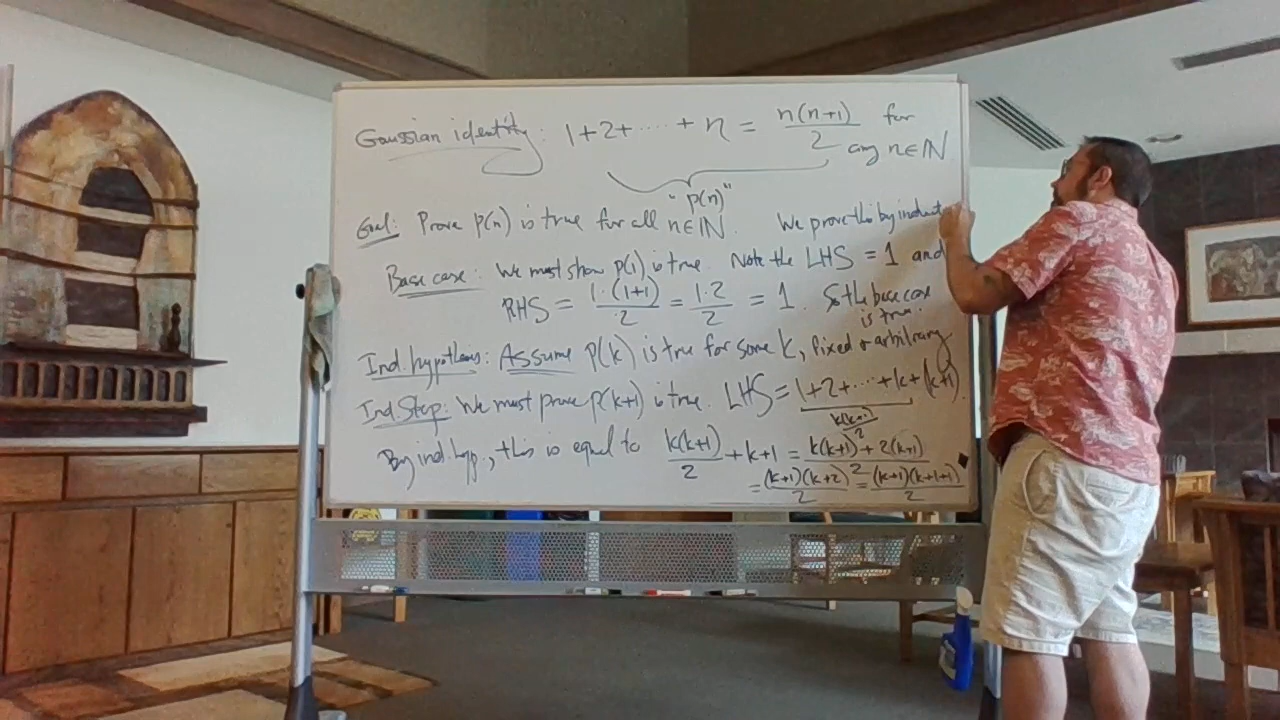 Gaussian identity: 1+2+ ⋯ + n = n(n+1)/2 for any n∈ℕ
"p(n)"
Goal: Prove p(n) is true for all n∈ℕ. We prove this by induct
Base case: We must show p(1) is true. Note the LHS = 1 and
RHS = 1·(1+1)/2 = 1·2/2 = 1. So the base case is true.
Ind. hypothesis: Assume p(k) is true for some k, fixed + arbitrary
Ind Step: We must prove p(k+1) is true. LHS = 1+2+⋯+k+(k+1).
k(k+1)/2
By ind. hyp., this is equal to k(k+1)/2 + k+1 = k(k+1)+2(k+1)/2
= (k+1)(k+2)/2 = (k+1)(k+1+1)/2